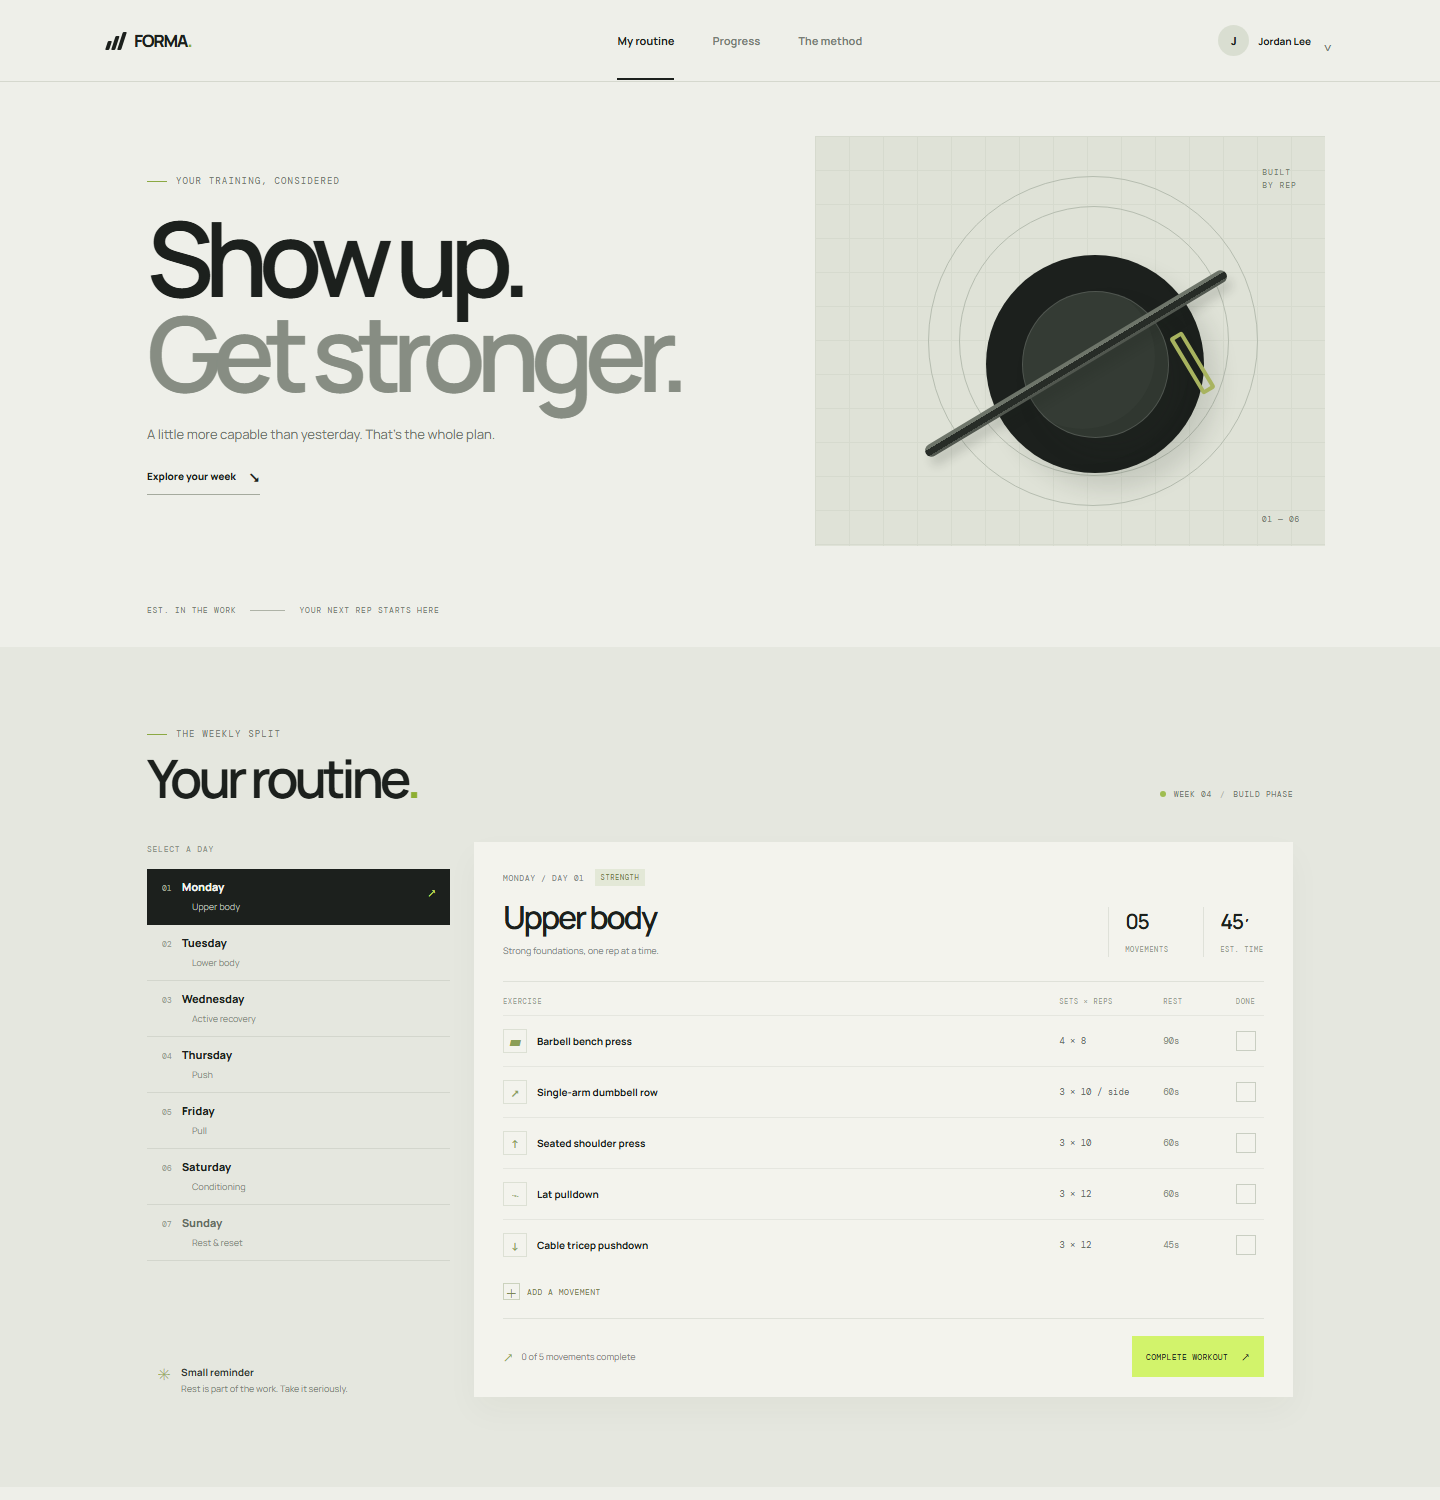 FORMA.
My routine
Progress
The method
J
Jordan Lee
YOUR TRAINING, CONSIDERED
Show up.
Get stronger.
A little more capable than yesterday. That's the whole plan.
Explore your week ↘
BUILT
BY REP
01 — 06
EST. IN THE WORK
YOUR NEXT REP STARTS HERE
THE WEEKLY SPLIT
Your routine.
WEEK 04 / BUILD PHASE
SELECT A DAY
01 Monday ↗
Upper body
02 Tuesday
Lower body
03 Wednesday
Active recovery
04 Thursday
Push
05 Friday
Pull
06 Saturday
Conditioning
07 Sunday
Rest & reset
Small reminder
Rest is part of the work. Take it seriously.
MONDAY / DAY 01 STRENGTH
Upper body
Strong foundations, one rep at a time.
05
MOVEMENTS
45′
EST. TIME
EXERCISE SETS × REPS REST DONE
Barbell bench press 4 × 8 90s
↗ Single-arm dumbbell row 3 × 10 / side 60s
↑ Seated shoulder press 3 × 10 60s
Lat pulldown 3 × 12 60s
↓ Cable tricep pushdown 3 × 12 45s
+ ADD A MOVEMENT
↗ 0 of 5 movements complete
COMPLETE WORKOUT ↗